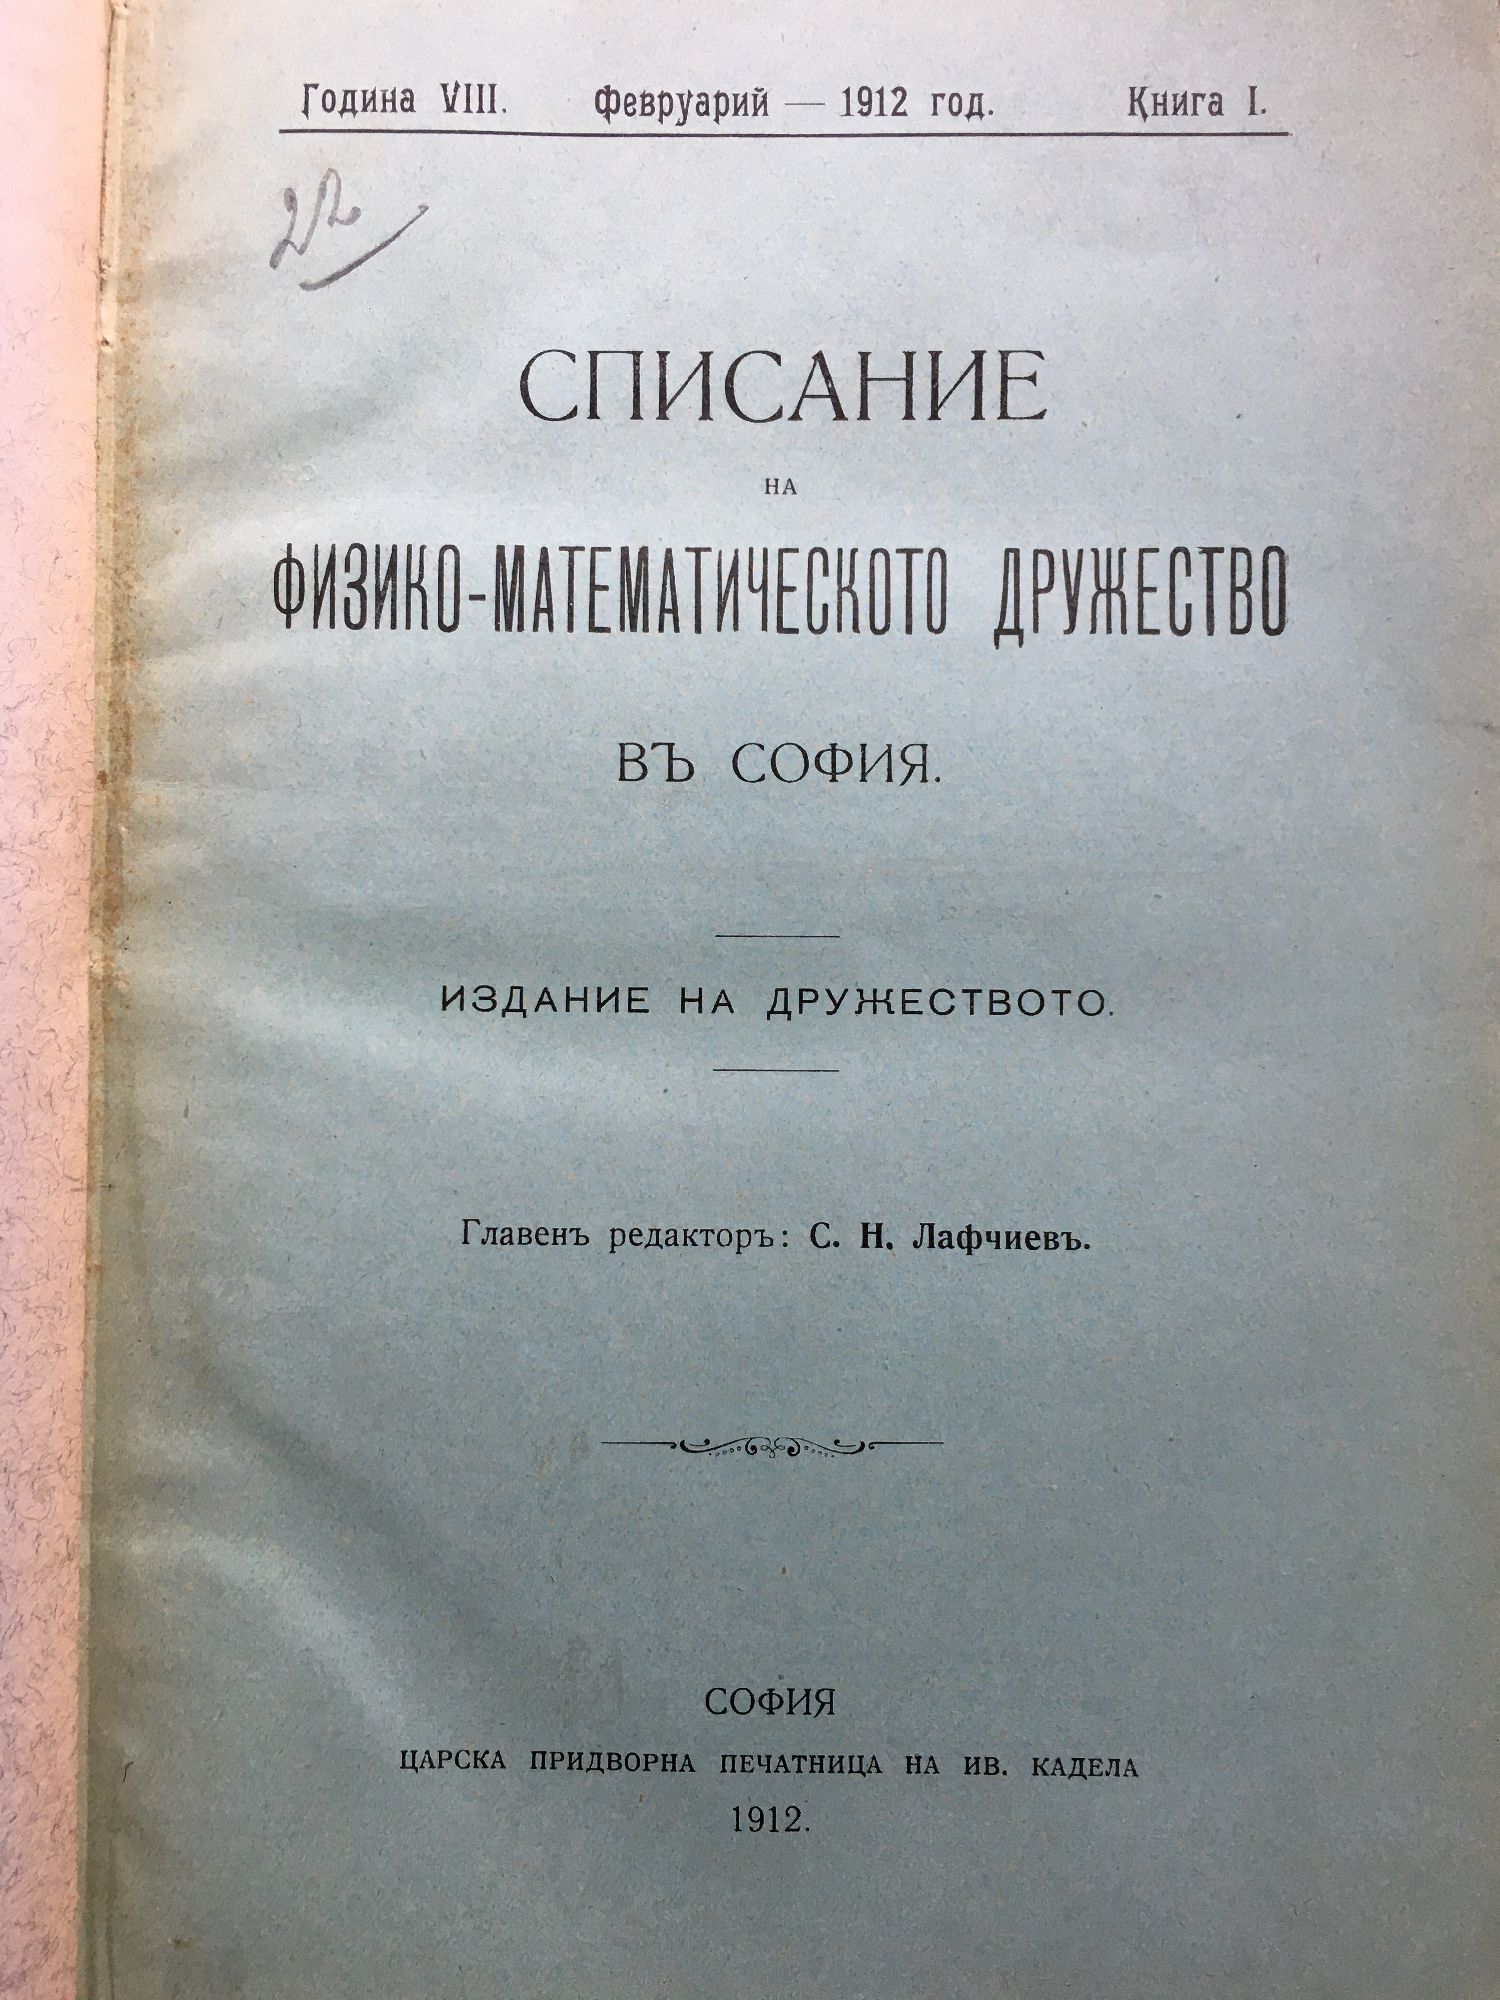 Година VIII. Февруарий — 1912 год. Книга I.
22
СПИСАНИЕ
НА
ФИЗИКО-МАТЕМАТИЧЕСКОТО ДРУЖЕСТВО
ВЪ СОФИЯ.
ИЗДАНИЕ НА ДРУЖЕСТВОТО.
Главенъ редакторъ: С. Н. Лафчиевъ.
СОФИЯ
ЦАРСКА ПРИДВОРНА ПЕЧАТНИЦА НА ИВ. КАДЕЛА
1912.